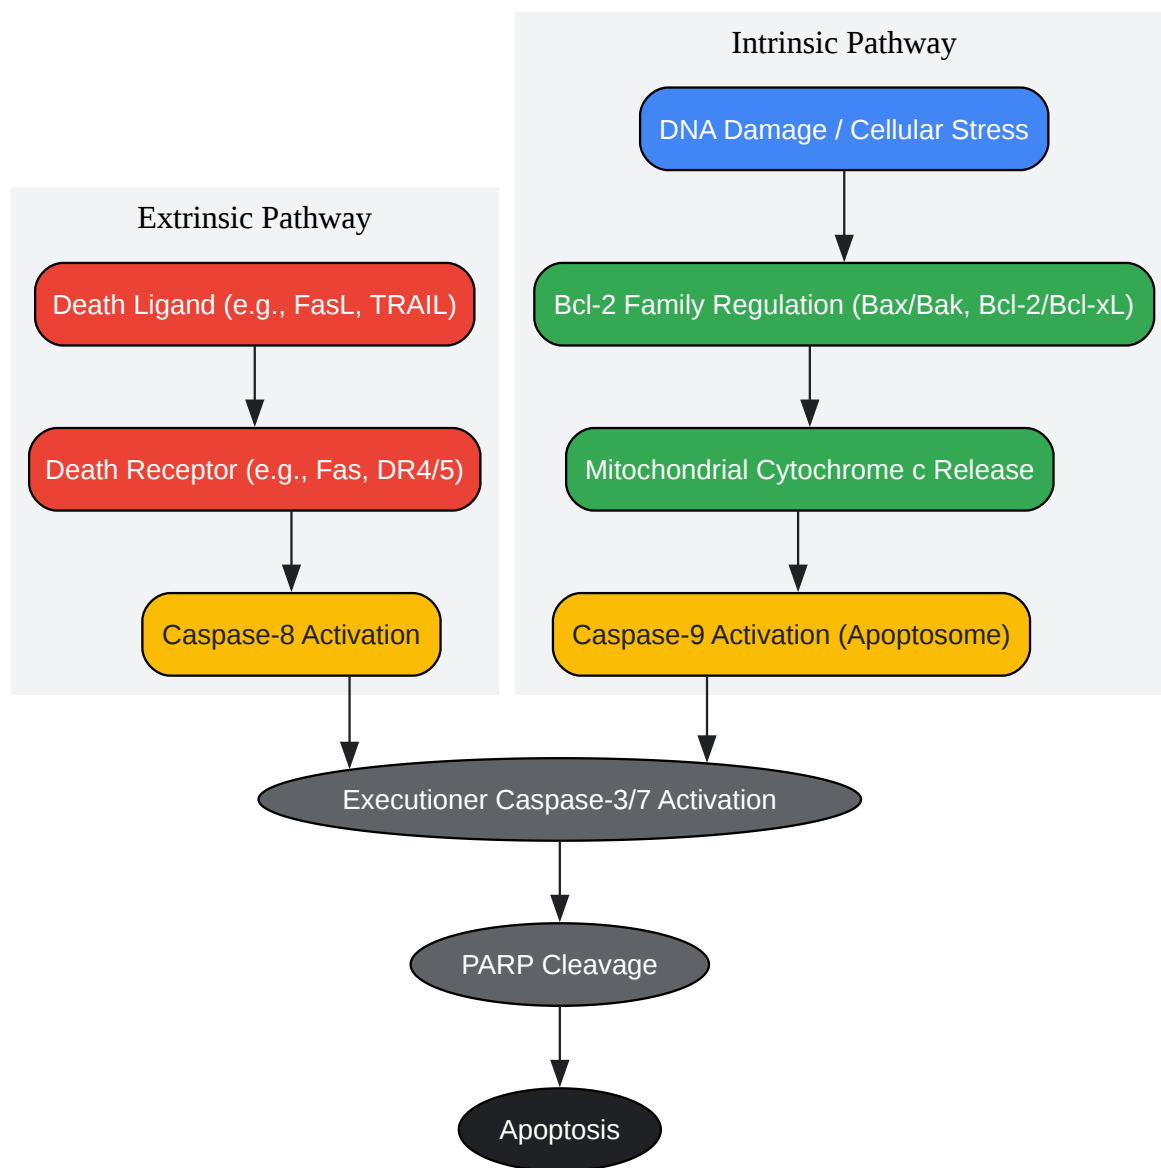 Intrinsic Pathway
DNA Damage / Cellular Stress
Extrinsic Pathway
Death Ligand (e.g., FasL, TRAIL)
Bcl-2 Family Regulation (Bax/Bak, Bcl-2/Bcl-xL)
Death Receptor (e.g., Fas, DR4/5)
Mitochondrial Cytochrome c Release
Caspase-8 Activation
Caspase-9 Activation (Apoptosome)
Executioner Caspase-3/7 Activation
PARP Cleavage
Apoptosis